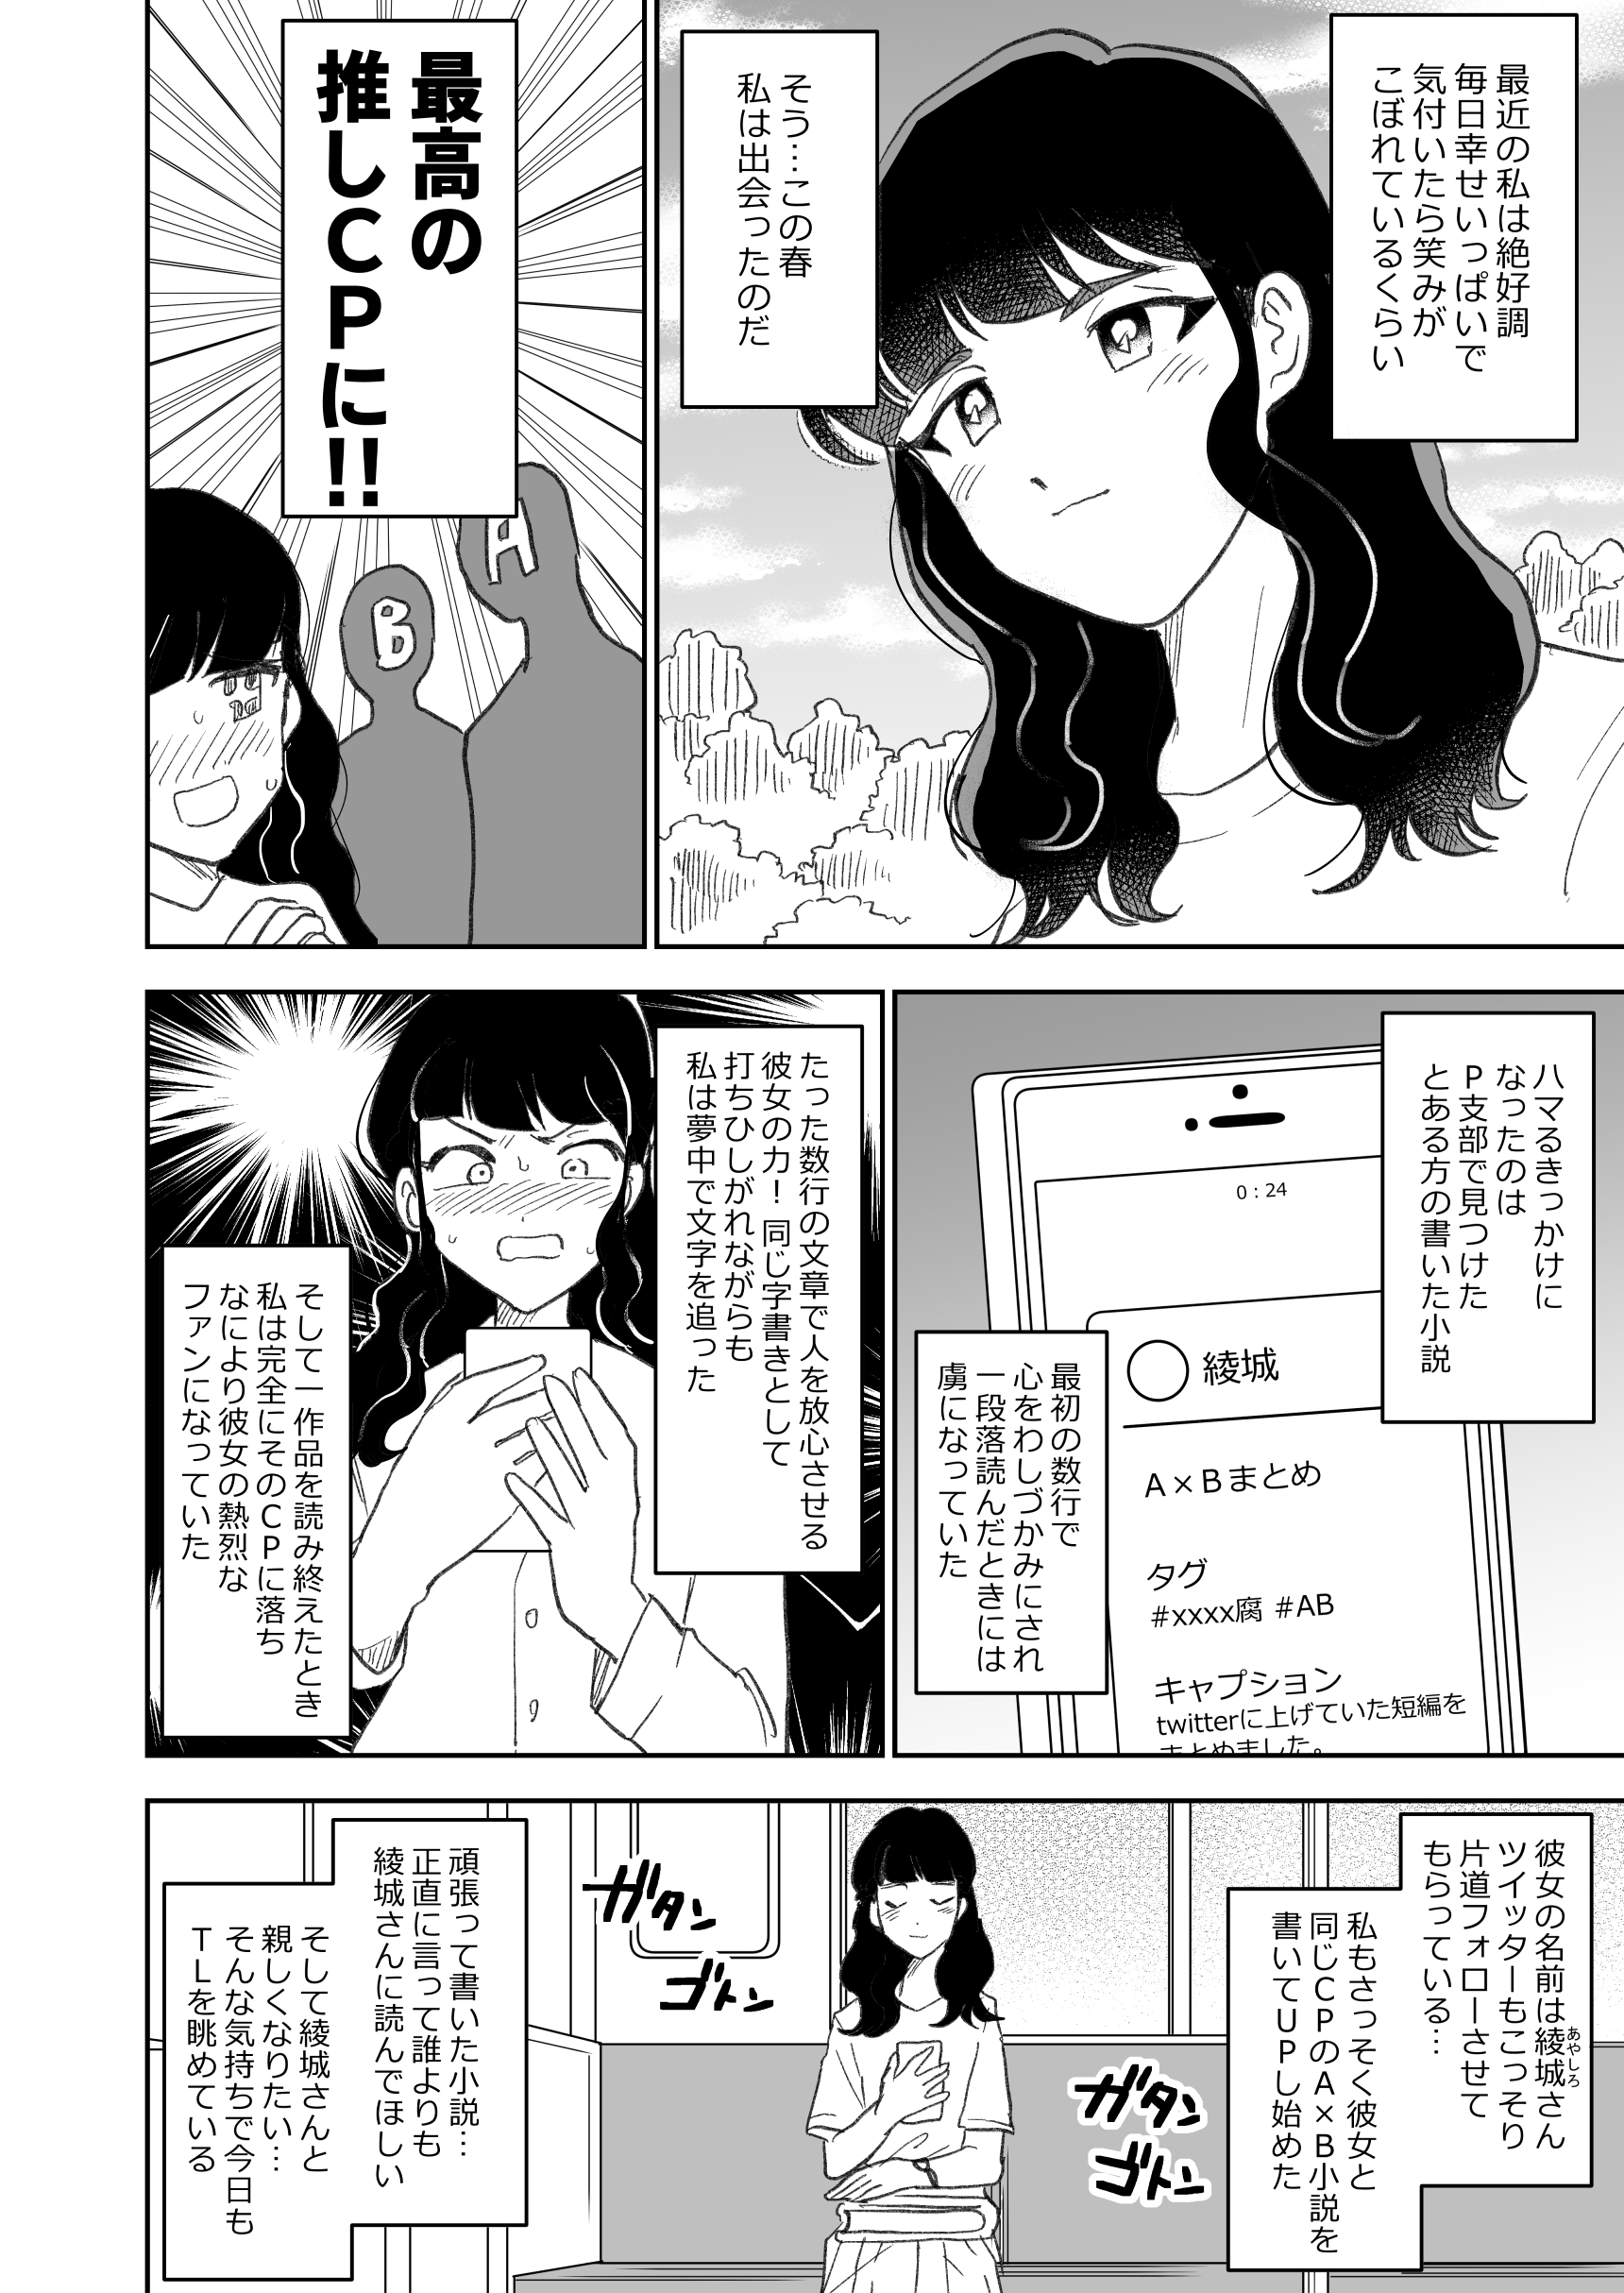 最近の私は絶好調
毎日幸せいっぱいで
気付いたら笑みが
こぼれているくらい
そう…この春
私は出会ったのだ
最高の
推しCPに!!
A
B
ハマるきっかけに
なったのは
P支部で見つけた
とある方の書いた小説
0:24
綾城
A×Bまとめ
タグ
#xxxx腐 #AB
キャプション
twitterに上げていた短編を
まとめました。
最初の数行で
心をわしづかみにされ
一段落読んだときには
虜になっていた
たった数行の文章で人を放心させる
彼女の力！同じ字書きとして
打ちひしがれながらも
私は夢中で文字を追った
そして一作品を読み終えたとき
私は完全にそのCPに落ち
なにより彼女の熱烈な
ファンになっていた
彼女の名前は綾城さん
あやしろ
ツイッターもこっそり
片道フォローさせて
もらっている…
私もさっそく彼女と
同じCPのA×B小説を
書いてUPし始めた
ガタン
ゴトン
ガタン
ゴトン
頑張って書いた小説…
正直に言って誰よりも
綾城さんに読んでほしい
そして綾城さんと
親しくなりたい…
そんな気持ちで今日も
TLを眺めている